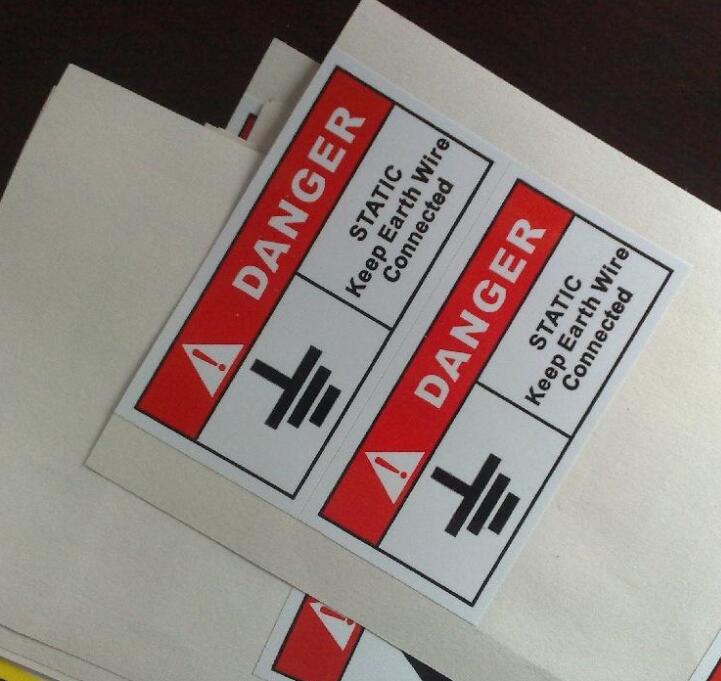 DANGER
STATIC
Keep Earth Wire
Connected
DANGER
STATIC
Keep Earth Wire
Connected